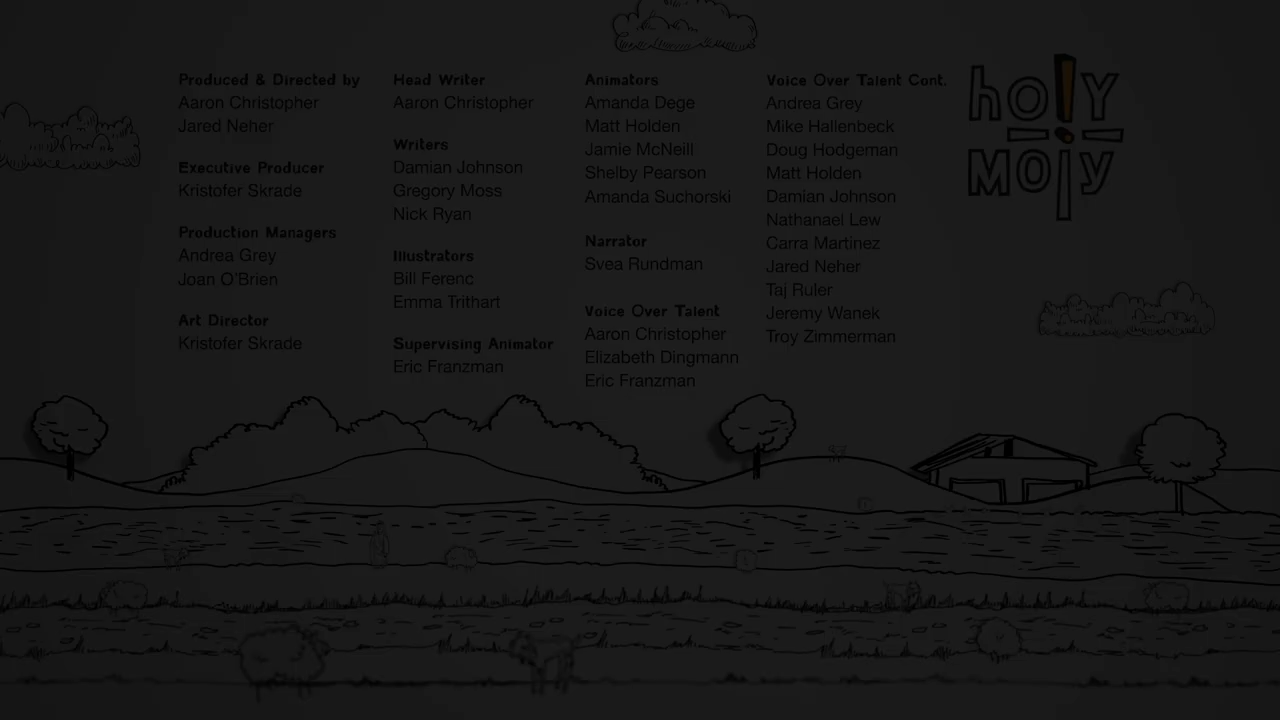 Produced & Directed by
Aaron Christopher
Jared Neher
Executive Producer
Kristofer Skrade
Production Managers
Andrea Grey
Joan O'Brien
Art Director
Kristofer Skrade
Head Writer
Aaron Christopher
Writers
Damian Johnson
Gregory Moss
Nick Ryan
Illustrators
Bill Ferenc
Emma Trithart
Supervising Animator
Eric Franzman
Animators
Amanda Dege
Matt Holden
Jamie McNeill
Shelby Pearson
Amanda Suchorski
Narrator
Svea Rundman
Voice Over Talent
Aaron Christopher
Elizabeth Dingmann
Eric Franzman
Voice Over Talent Cont.
Andrea Grey
Mike Hallenbeck
Doug Hodgeman
Matt Holden
Damian Johnson
Nathanael Lew
Carra Martinez
Jared Neher
Taj Ruler
Jeremy Wanek
Troy Zimmerman
holy
Moly